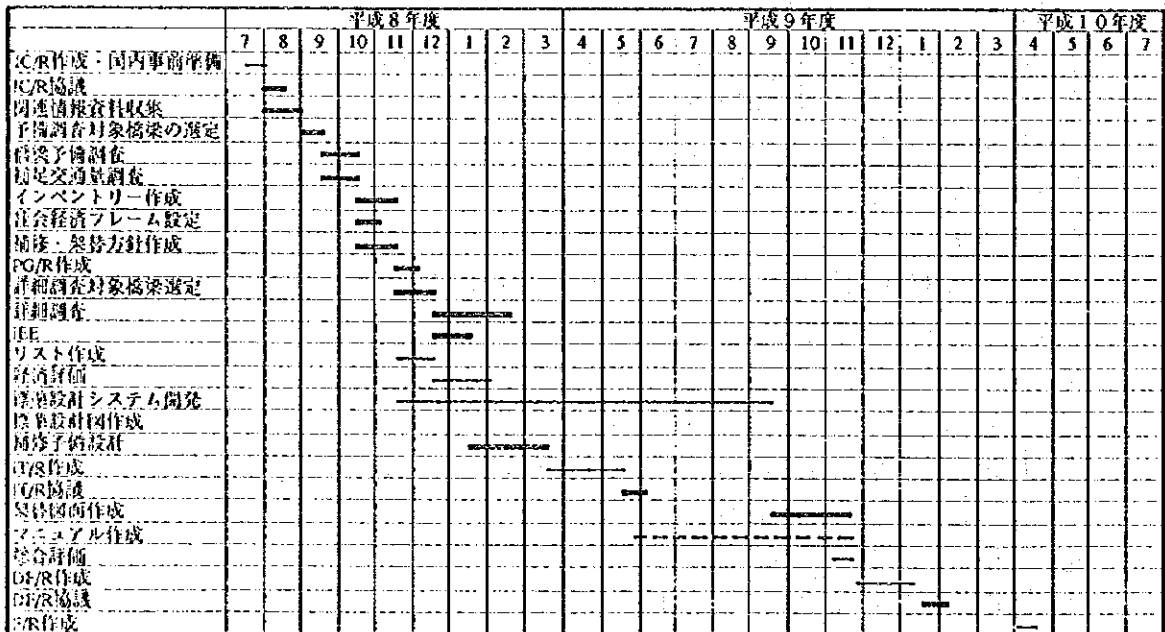 平成8年度 平成9年度 平成10年度
7 8 9 10 11 12 1 2 3 4 5 6 7 8 9 10 11 12 1 2 3 4 5 6 7
IC/R作成・国内事前準備
IC/R協議
関連情報資料収集
予備調査対象橋梁の選定
橋梁予備調査
補足交通量調査
インベントリー作成
社会経済フレーム設定
補修・架替方針作成
PG/R作成
詳細調査対象橋梁選定
詳細調査
IEE
リスト作成
経済評価
標準設計システム開発
標準設計図作成
補修予備設計
IT/R作成
IT/R協議
架替図面作成
マニュアル作成
総合評価
DF/R作成
DF/R協議
F/R作成